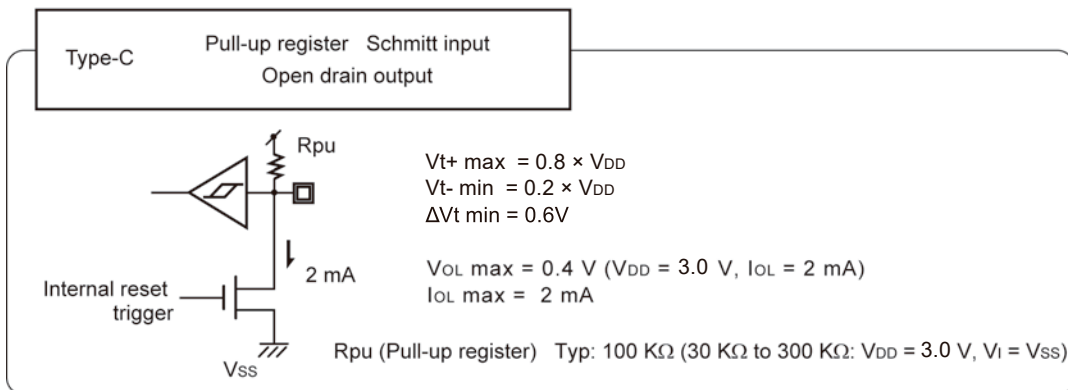 Type-C
Pull-up register Schmitt input
Open drain output
Rpu
Vt+ max = 0.8 × VDD
Vt- min = 0.2 × VDD
ΔVt min = 0.6V
2 mA
VOL max = 0.4 V (VDD = 3.0 V, IOL = 2 mA)
IOL max = 2 mA
Internal reset
trigger
VSS
Rpu (Pull-up register) Typ: 100 KΩ (30 KΩ to 300 KΩ: VDD = 3.0 V, VI = VSS)